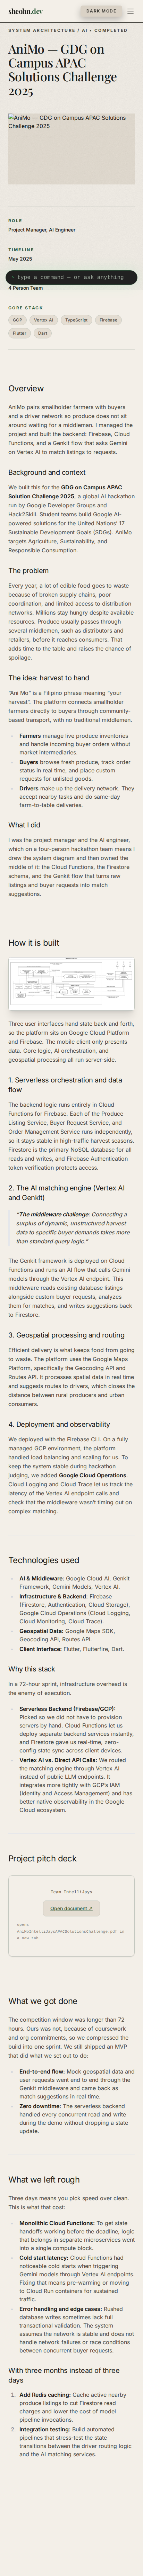 sheohn.dev
DARK MODE
SYSTEM ARCHITECTURE / AI • COMPLETED
AniMo — GDG on
Campus APAC
Solutions Challenge
2025
AniMo — GDG on Campus APAC Solutions
Challenge 2025
ROLE
Project Manager, AI Engineer
TIMELINE
May 2025
type a command — or ask anything
4 Person Team
CORE STACK
GCP
Vertex AI
TypeScript
Firebase
Flutter
Dart
Overview
AniMo pairs smallholder farmers with buyers
and a driver network so produce does not sit
around waiting for a middleman. I managed the
project and built the backend: Firebase, Cloud
Functions, and a Genkit flow that asks Gemini
on Vertex AI to match listings to requests.
Background and context
We built this for the GDG on Campus APAC
Solution Challenge 2025, a global AI hackathon
run by Google Developer Groups and
Hack2Skill. Student teams build Google AI-
powered solutions for the United Nations' 17
Sustainable Development Goals (SDGs). AniMo
targets Agriculture, Sustainability, and
Responsible Consumption.
The problem
Every year, a lot of edible food goes to waste
because of broken supply chains, poor
coordination, and limited access to distribution
networks. Millions stay hungry despite available
resources. Produce usually passes through
several middlemen, such as distributors and
retailers, before it reaches consumers. That
adds time to the table and raises the chance of
spoilage.
The idea: harvest to hand
"Ani Mo" is a Filipino phrase meaning "your
harvest". The platform connects smallholder
farmers directly to buyers through community-
based transport, with no traditional middlemen.
Farmers manage live produce inventories
and handle incoming buyer orders without
market intermediaries.
Buyers browse fresh produce, track order
status in real time, and place custom
requests for unlisted goods.
Drivers make up the delivery network. They
accept nearby tasks and do same-day
farm-to-table deliveries.
What I did
I was the project manager and the AI engineer,
which on a four-person hackathon team means I
drew the system diagram and then owned the
middle of it: the Cloud Functions, the Firestore
schema, and the Genkit flow that turns raw
listings and buyer requests into match
suggestions.
How it is built
Three user interfaces hand state back and forth,
so the platform sits on Google Cloud Platform
and Firebase. The mobile client only presents
data. Core logic, AI orchestration, and
geospatial processing all run server-side.
1. Serverless orchestration and data
flow
The backend logic runs entirely in Cloud
Functions for Firebase. Each of the Produce
Listing Service, Buyer Request Service, and
Order Management Service runs independently,
so it stays stable in high-traffic harvest seasons.
Firestore is the primary NoSQL database for all
reads and writes, and Firebase Authentication
token verification protects access.
2. The AI matching engine (Vertex AI
and Genkit)
"The middleware challenge: Connecting a
surplus of dynamic, unstructured harvest
data to specific buyer demands takes more
than standard query logic."
The Genkit framework is deployed on Cloud
Functions and runs an AI flow that calls Gemini
models through the Vertex AI endpoint. This
middleware reads existing database listings
alongside custom buyer requests, analyzes
them for matches, and writes suggestions back
to Firestore.
3. Geospatial processing and routing
Efficient delivery is what keeps food from going
to waste. The platform uses the Google Maps
Platform, specifically the Geocoding API and
Routes API. It processes spatial data in real time
and suggests routes to drivers, which closes the
distance between rural producers and urban
consumers.
4. Deployment and observability
We deployed with the Firebase CLI. On a fully
managed GCP environment, the platform
handled load balancing and scaling for us. To
keep the system stable during hackathon
judging, we added Google Cloud Operations.
Cloud Logging and Cloud Trace let us track the
latency of the Vertex AI endpoint calls and
check that the middleware wasn't timing out on
complex matching.
Technologies used
AI & Middleware: Google Cloud AI, Genkit
Framework, Gemini Models, Vertex AI.
Infrastructure & Backend: Firebase
(Firestore, Authentication, Cloud Storage),
Google Cloud Operations (Cloud Logging,
Cloud Monitoring, Cloud Trace).
Geospatial Data: Google Maps SDK,
Geocoding API, Routes API.
Client Interface: Flutter, Flutterfire, Dart.
Why this stack
In a 72-hour sprint, infrastructure overhead is
the enemy of execution.
Serverless Backend (Firebase/GCP):
Picked so we did not have to provision
servers by hand. Cloud Functions let us
deploy separate backend services instantly,
and Firestore gave us real-time, zero-
config state sync across client devices.
Vertex AI vs. Direct API Calls: We routed
the matching engine through Vertex AI
instead of plain public LLM endpoints. It
integrates more tightly with GCP's IAM
(Identity and Access Management) and has
better native observability in the Google
Cloud ecosystem.
Project pitch deck
Team IntelliJays
Open document ↗
What we got done
The competition window was longer than 72
hours. Ours was not, because of coursework
and org commitments, so we compressed the
build into one sprint. We still shipped an MVP
that did what we set out to do:
End-to-end flow: Mock geospatial data and
user requests went end to end through the
Genkit middleware and came back as
match suggestions in real time.
Zero downtime: The serverless backend
handled every concurrent read and write
during the demo without dropping a state
update.
What we left rough
Three days means you pick speed over clean.
This is what that cost:
Monolithic Cloud Functions: To get state
handoffs working before the deadline, logic
that belongs in separate microservices went
into a single execute block.
Cold start latency: Cloud Functions had
noticeable cold starts when triggering
Gemini models through Vertex AI endpoints.
Fixing that means pre-warming or moving
to Cloud Run containers for sustained
traffic.
Error handling and edge cases: Rushed
database writes sometimes lack full
transactional validation. The system
assumes the network is stable and does not
model network failures or race conditions
between concurrent buyer requests.
With three months instead of three
days
1. Add Redis caching: Cache active nearby
produce listings to cut Firestore read
charges and lower the cost of model
pipeline invocations.
2. Integration testing: Build automated
pipelines that stress-test the state
transitions between the driver routing logic
and the AI matching services.